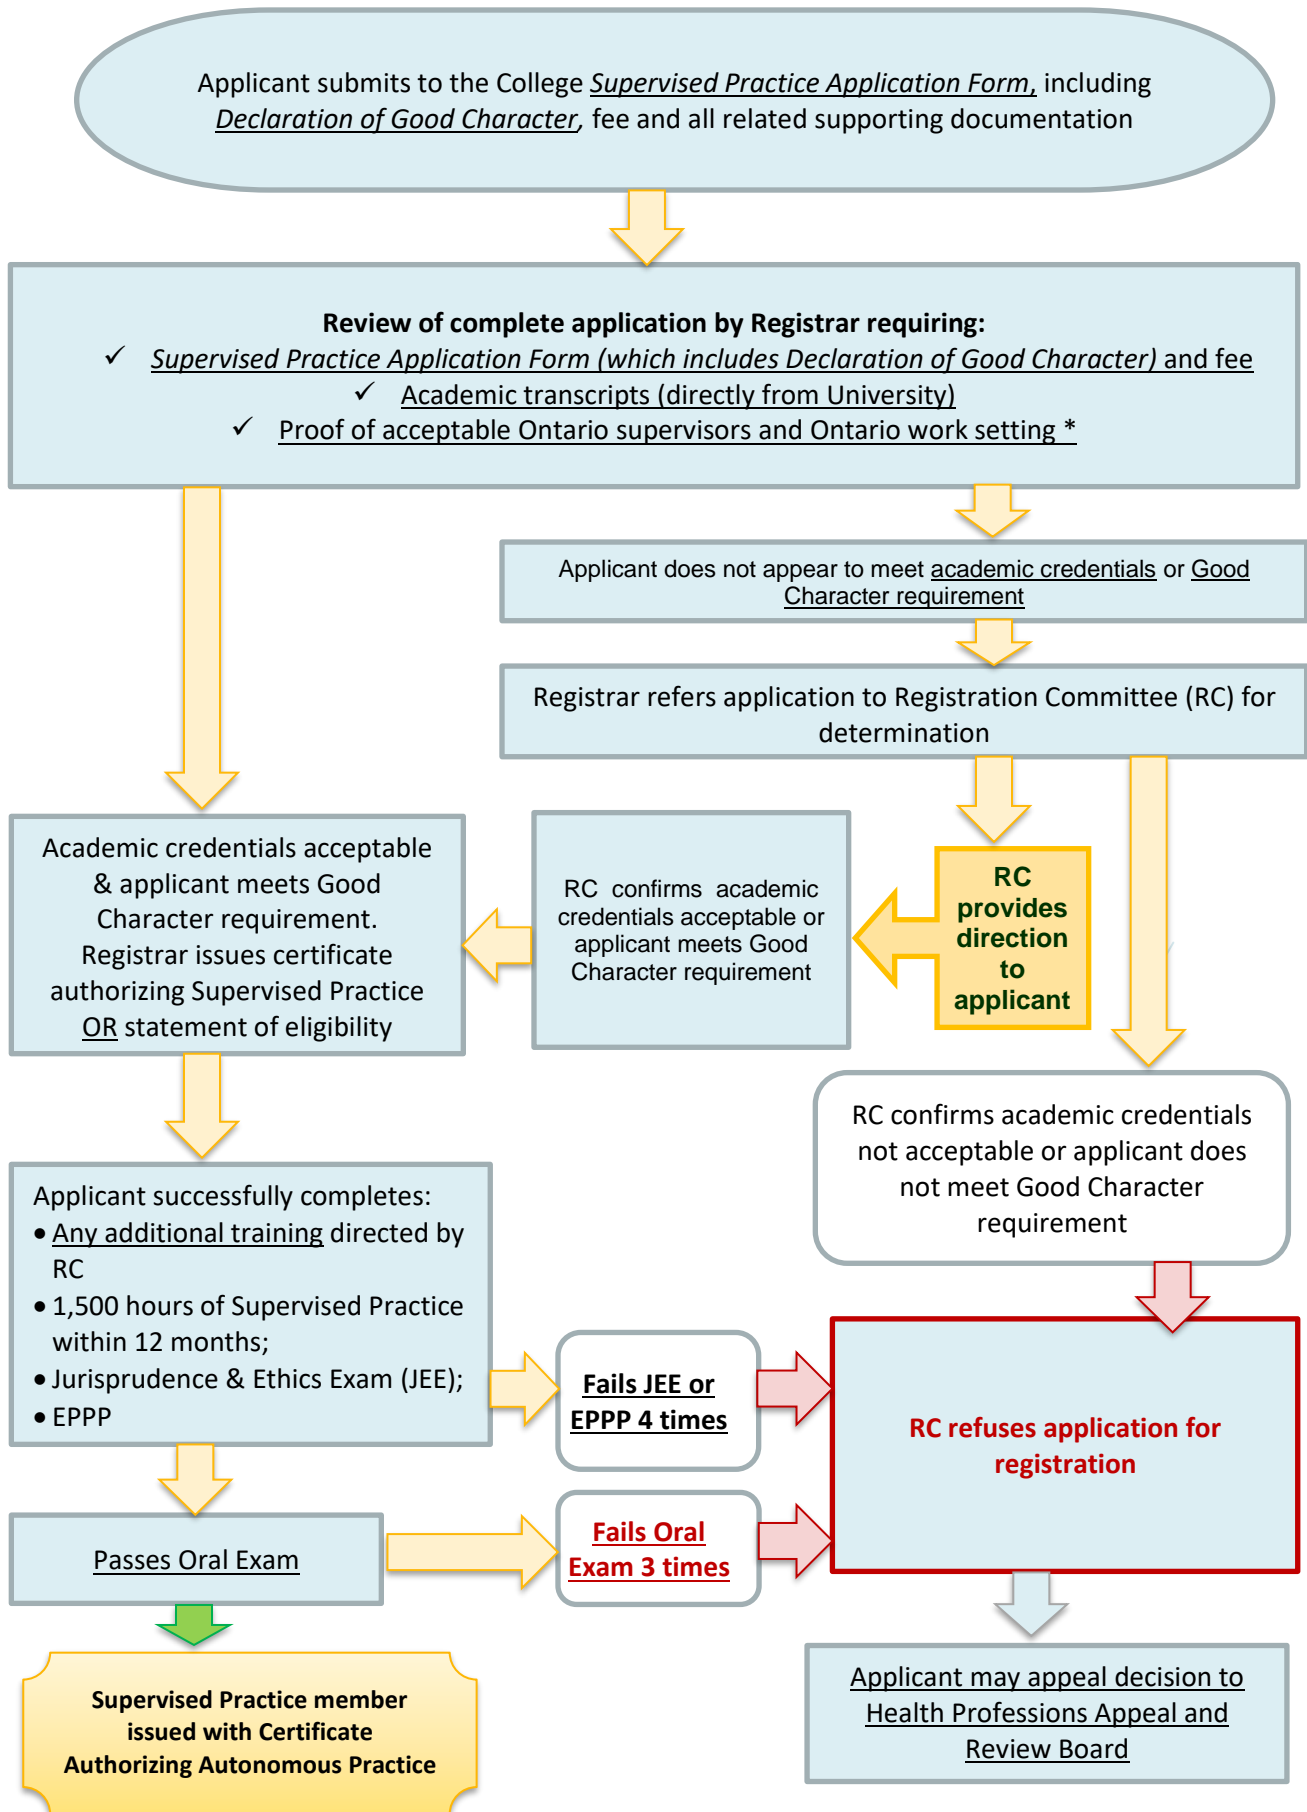 Applicant submits to the College Supervised Practice Application Form, including
Declaration of Good Character, fee and all related supporting documentation
Review of complete application by Registrar requiring:
✓ Supervised Practice Application Form (which includes Declaration of Good Character) and fee
✓ Academic transcripts (directly from University)
✓ Proof of acceptable Ontario supervisors and Ontario work setting *
Applicant does not appear to meet academic credentials or Good
Character requirement
Registrar refers application to Registration Committee (RC) for
determination
Academic credentials acceptable
& applicant meets Good
Character requirement.
Registrar issues certificate
authorizing Supervised Practice
OR statement of eligibility
RC confirms academic
credentials acceptable or
applicant meets Good
Character requirement
RC
provides
direction
to
applicant
RC confirms academic credentials
not acceptable or applicant does
not meet Good Character
requirement
Applicant successfully completes:
• Any additional training directed by
RC
• 1,500 hours of Supervised Practice
within 12 months;
• Jurisprudence & Ethics Exam (JEE);
• EPPP
Fails JEE or
EPPP 4 times
RC refuses application for
registration
Passes Oral Exam
Fails Oral
Exam 3 times
Supervised Practice member
issued with Certificate
Authorizing Autonomous Practice
Applicant may appeal decision to
Health Professions Appeal and
Review Board